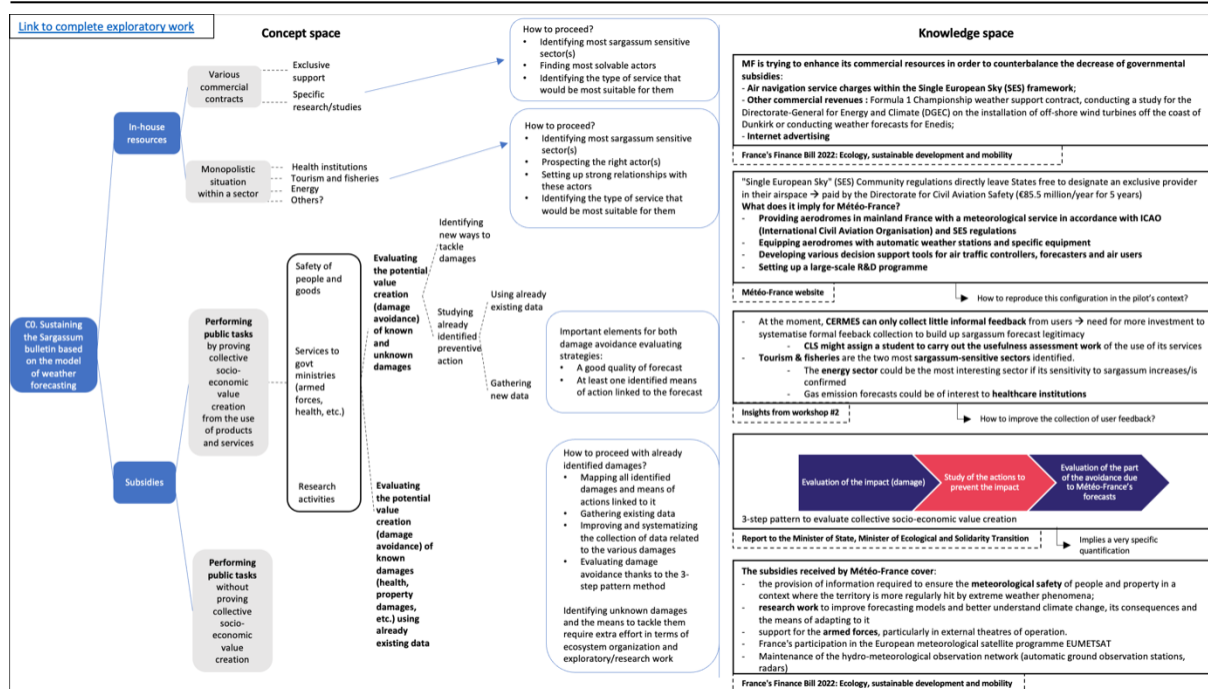 Link to complete exploratory work
Concept space
Knowledge space
C0. Sustaining
the Sargassum
bulletin based
on the model
of weather
forecasting
In-house
resources
Subsidies
Various
commercial
contracts
Exclusive
support
Specific
research/studies
Monopolistic
situation
within a sector
Health institutions
Tourism and fisheries
Energy
Others?
Performing
public tasks
by proving
collective
socio-
economic
value
creation
from the use
of products
and services
Performing
public tasks
without
proving
collective
socio-
economic
value
creation
Safety of
people and
goods
Services to
govt
ministries
(armed
forces,
health, etc.)
Research
activities
Evaluating
the potential
value
creation
(damage
avoidance)
of known
and
unknown
damages
Evaluating
the potential
value
creation
(damage
avoidance) of
known
damages
(health,
property
damages,
etc.) using
already
existing data
Identifying
new ways to
tackle
damages
Studying
already
identified
preventive
action
Using already
existing data
Gathering
new data
How to proceed?
• Identifying most sargassum sensitive
sector(s)
• Finding most solvable actors
• Identifying the type of service that
would be most suitable for them
How to proceed?
• Identifying most sargassum sensitive
sector(s)
• Prospecting the right actor(s)
• Setting up strong relationships with
these actors
• Identifying the type of service that
would be most suitable for them
Important elements for both
damage avoidance evaluating
strategies:
• A good quality of forecast
• At least one identified means
of action linked to the forecast
How to proceed with already
identified damages?
• Mapping all identified
damages and means of
actions linked to it
• Gathering existing data
• Improving and systematizing
the collection of data related
to the various damages
• Evaluating damage
avoidance thanks to the 3-
step pattern method
Identifying unknown damages
and the means to tackle them
require extra effort in terms of
ecosystem organization and
exploratory/research work
MF is trying to enhance its commercial resources in order to counterbalance the decrease of governmental
subsidies:
- Air navigation service charges within the Single European Sky (SES) framework;
- Other commercial revenues : Formula 1 Championship weather support contract, conducting a study for the
Directorate-General for Energy and Climate (DGEC) on the installation of off-shore wind turbines off the coast of
Dunkirk or conducting weather forecasts for Enedis;
- Internet advertising
France's Finance Bill 2022: Ecology, sustainable development and mobility
"Single European Sky" (SES) Community regulations directly leave States free to designate an exclusive provider
in their airspace → paid by the Directorate for Civil Aviation Safety (€85.5 million/year for 5 years)
What does it imply for Météo-France?
- Providing aerodromes in mainland France with a meteorological service in accordance with ICAO
(International Civil Aviation Organisation) and SES regulations
- Equipping aerodromes with automatic weather stations and specific equipment
- Developing various decision support tools for air traffic controllers, forecasters and air users
- Setting up a large-scale R&D programme
Météo-France website
How to reproduce this configuration in the pilot's context?
- At the moment, CERMES can only collect little informal feedback from users → need for more investment to
systematise formal feeback collection to build up sargassum forecast legitimacy
- CLS might assign a student to carry out the usefulness assessment work of the use of its services
- Tourism & fisheries are the two most sargassum-sensitive sectors identified.
- The energy sector could be the most interesting sector if its sensitivity to sargassum increases/is
confirmed
- Gas emission forecasts could be of interest to healthcare institutions
Insights from workshop #2
How to improve the collection of user feedback?
Evaluation of the impact (damage)
Study of the actions to
prevent the impact
Evaluation of the part
of the avoidance due
to Météo-France's
forecasts
3-step pattern to evaluate collective socio-economic value creation
Report to the Minister of State, Minister of Ecological and Solidarity Transition
Implies a very specific
quantification
The subsidies received by Météo-France cover:
- the provision of information required to ensure the meteorological safety of people and property in a
context where the territory is more regularly hit by extreme weather phenomena;
- research work to improve forecasting models and better understand climate change, its consequences and
the means of adapting to it
- support for the armed forces, particularly in external theatres of operation.
- France's participation in the European meteorological satellite programme EUMETSAT
- Maintenance of the hydro-meteorological observation network (automatic ground observation stations,
radars)
France's Finance Bill 2022: Ecology, sustainable development and mobility